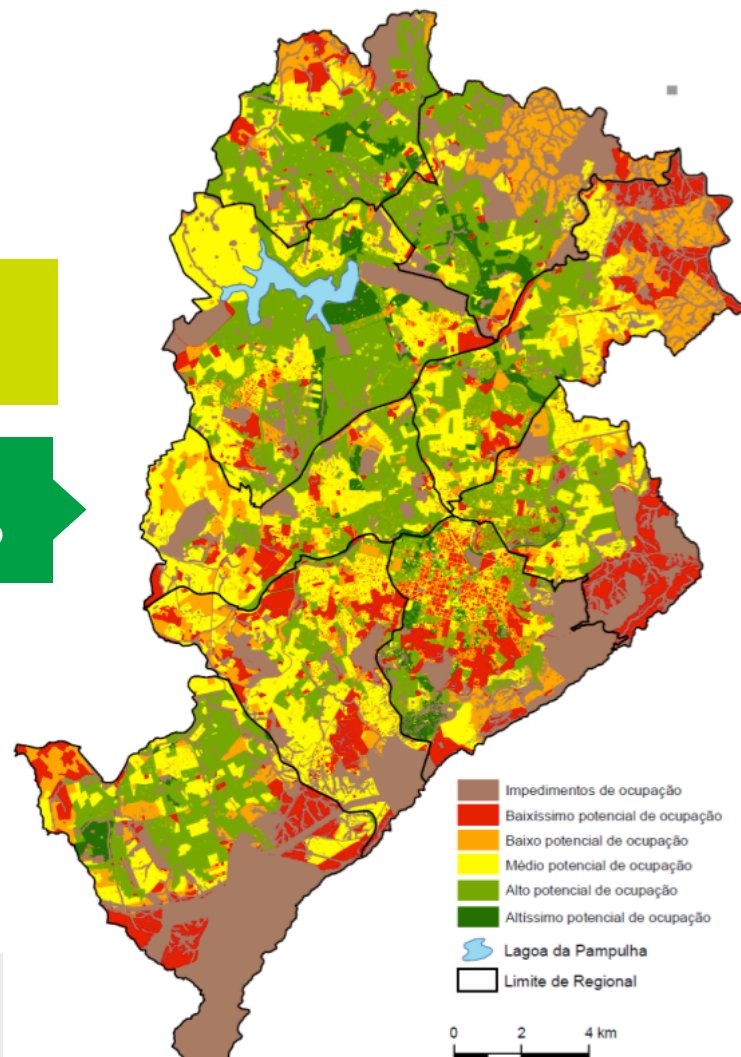 Impedimentos de ocupação
Baixíssimo potencial de ocupação
Baixo potencial de ocupação
Médio potencial de ocupação
Alto potencial de ocupação
Altíssimo potencial de ocupação
Lagoa da Pampulha
Limite de Regional
0 2 4 km